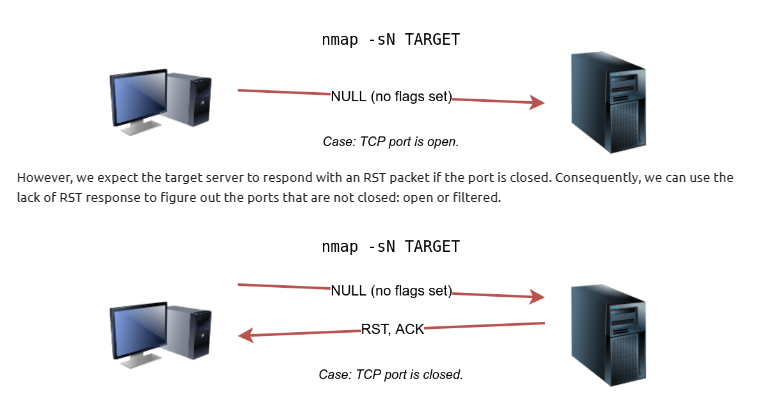 nmap -sN TARGET
NULL (no flags set)
Case: TCP port is open.
However, we expect the target server to respond with an RST packet if the port is closed. Consequently, we can use the
lack of RST response to figure out the ports that are not closed: open or filtered.
nmap -sN TARGET
NULL (no flags set)
RST, ACK
Case: TCP port is closed.